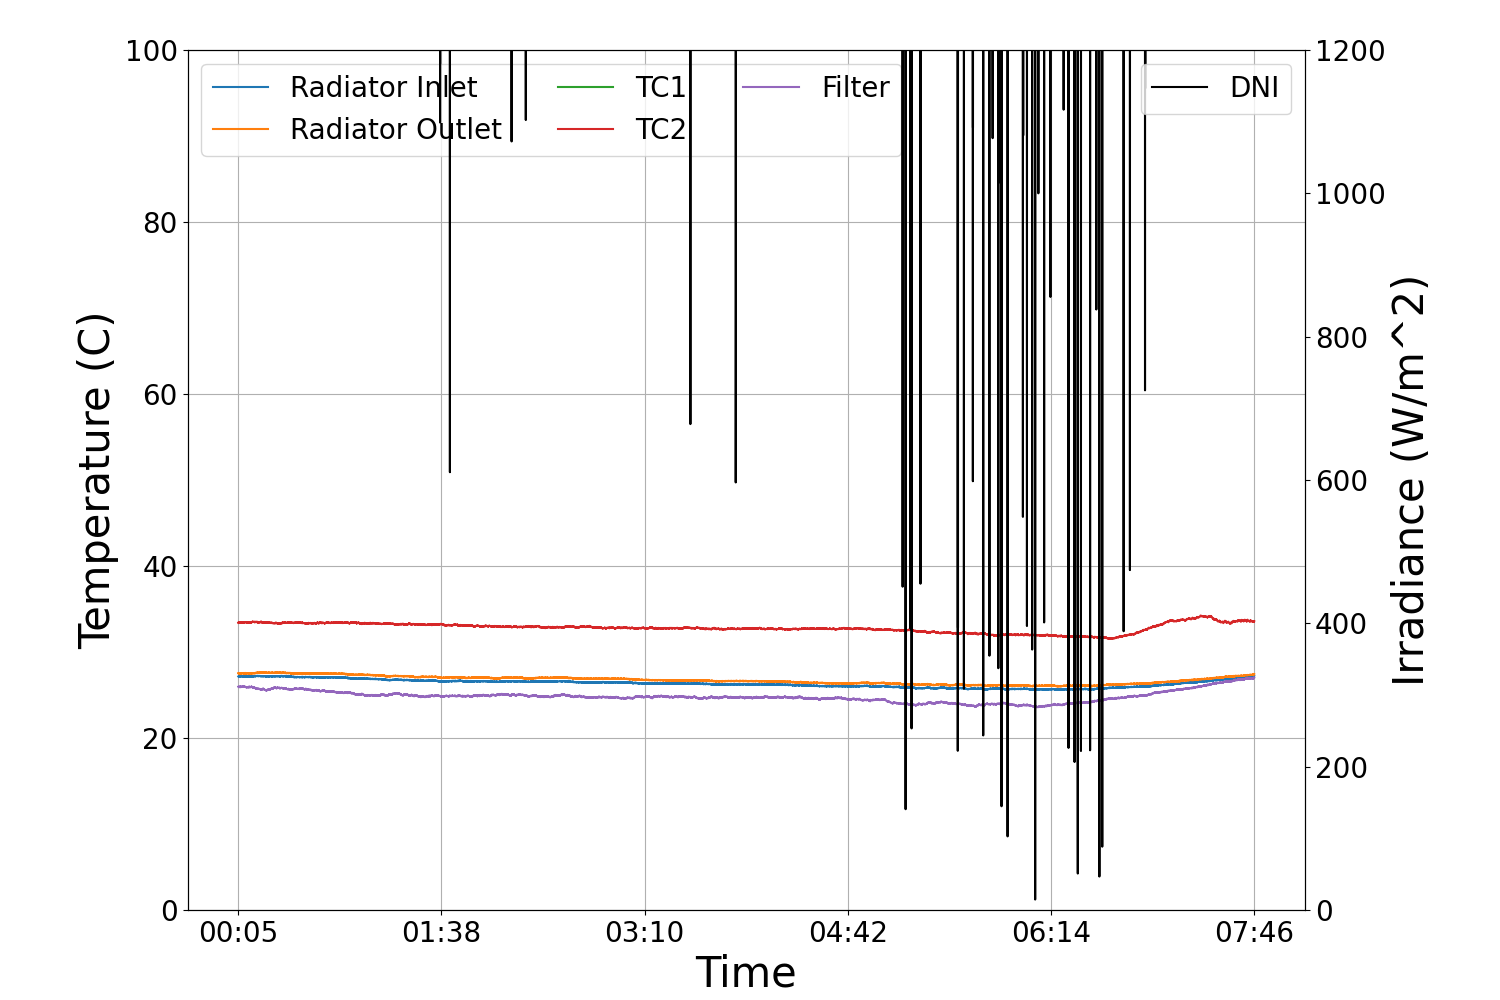 100
80
60
40
20
0
Temperature (C)
Radiator Inlet
Radiator Outlet
TC1
TC2
Filter
DNI
1200
1000
800
600
400
200
0
Irradiance (W/m^2)
00:05 01:38 03:10 04:42 06:14 07:46
Time